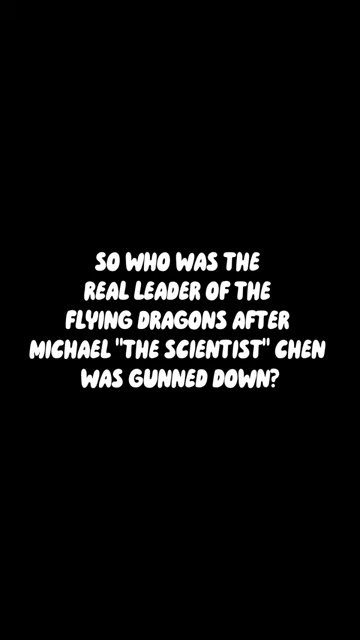 SO WHO WAS THE
REAL LEADER OF THE
FLYING DRAGONS AFTER
MICHAEL "THE SCIENTIST" CHEN
WAS GUNNED DOWN?